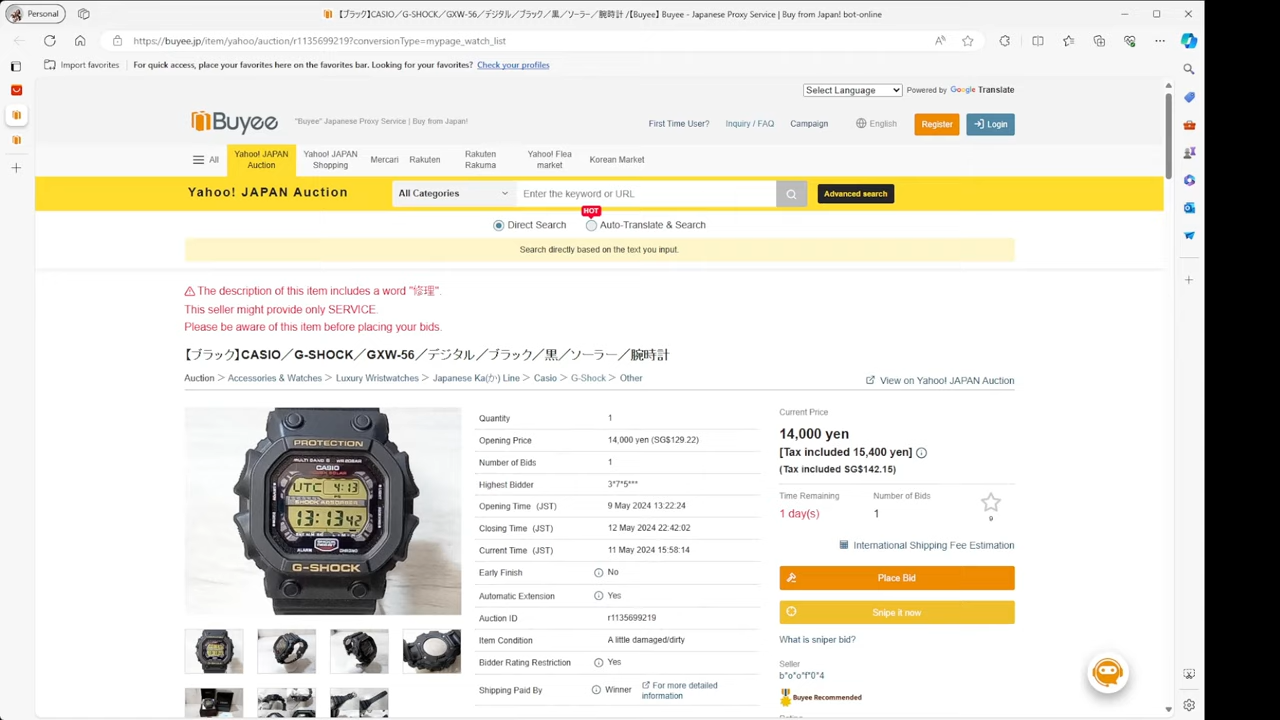 Personal
【ブラック】CASIO／G-SHOCK／GXW-56／デジタル／ブラック／黒／ソーラー／腕時計 /【Buyee】 Buyee - Japanese Proxy Service | Buy from Japan! bot-online
https://buyee.jp/item/yahoo/auction/r1135699219?conversionType=mypage_watch_list
Import favorites
For quick access, place your favorites here on the favorites bar. Looking for your favorites? Check your profiles
Select Language
Powered by Google Translate
Buyee
"Buyee" Japanese Proxy Service | Buy from Japan!
First Time User?
Inquiry / FAQ
Campaign
English
Register
Login
All
Yahoo! JAPAN Auction
Yahoo! JAPAN Shopping
Mercari
Rakuten
Rakuten Rakuma
Yahoo! Flea market
Korean Market
Yahoo! JAPAN Auction
All Categories
Enter the keyword or URL
Advanced search
HOT
Direct Search
Auto-Translate & Search
Search directly based on the text you input.
The description of this item includes a word "修理".
This seller might provide only SERVICE.
Please be aware of this item before placing your bids.
【ブラック】CASIO／G-SHOCK／GXW-56／デジタル／ブラック／黒／ソーラー／腕時計
Auction > Accessories & Watches > Luxury Wristwatches > Japanese Ka(か) Line > Casio > G-Shock > Other
View on Yahoo! JAPAN Auction
PROTECTION
CASIO
UTC 4:13
SHOCK ABSORBER
13:13 42
ALARM
CHRONO
G-SHOCK
Quantity 1
Opening Price 14,000 yen (SG$129.22)
Number of Bids 1
Highest Bidder 3*7*5***
Opening Time (JST) 9 May 2024 13:22:24
Closing Time (JST) 12 May 2024 22:42:02
Current Time (JST) 11 May 2024 15:58:14
Early Finish No
Automatic Extension Yes
Auction ID r1135699219
Item Condition A little damaged/dirty
Bidder Rating Restriction Yes
Shipping Paid By Winner For more detailed information
Current Price
14,000 yen
[Tax included 15,400 yen]
(Tax included SG$142.15)
Time Remaining
1 day(s)
Number of Bids
1
9
International Shipping Fee Estimation
Place Bid
Snipe it now
What is sniper bid?
Seller
b*o*o*f*0*4
Buyee Recommended